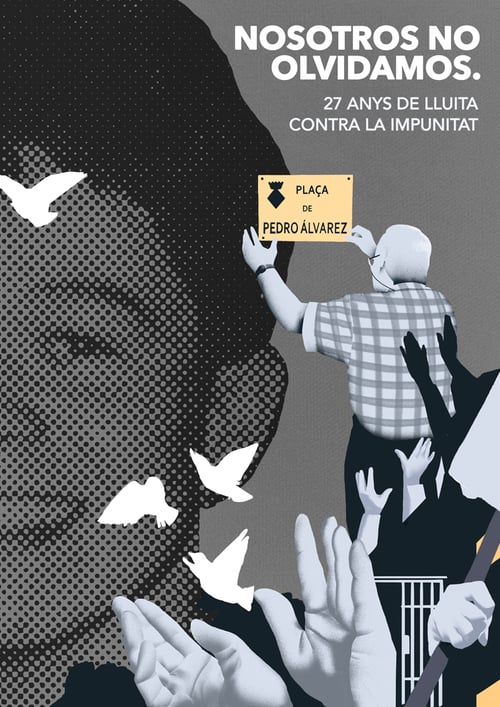 NOSOTROS NO
OLVIDAMOS.
27 ANYS DE LLUITA
CONTRA LA IMPUNITAT
PLAÇA
DE
PEDRO ÁLVAREZ